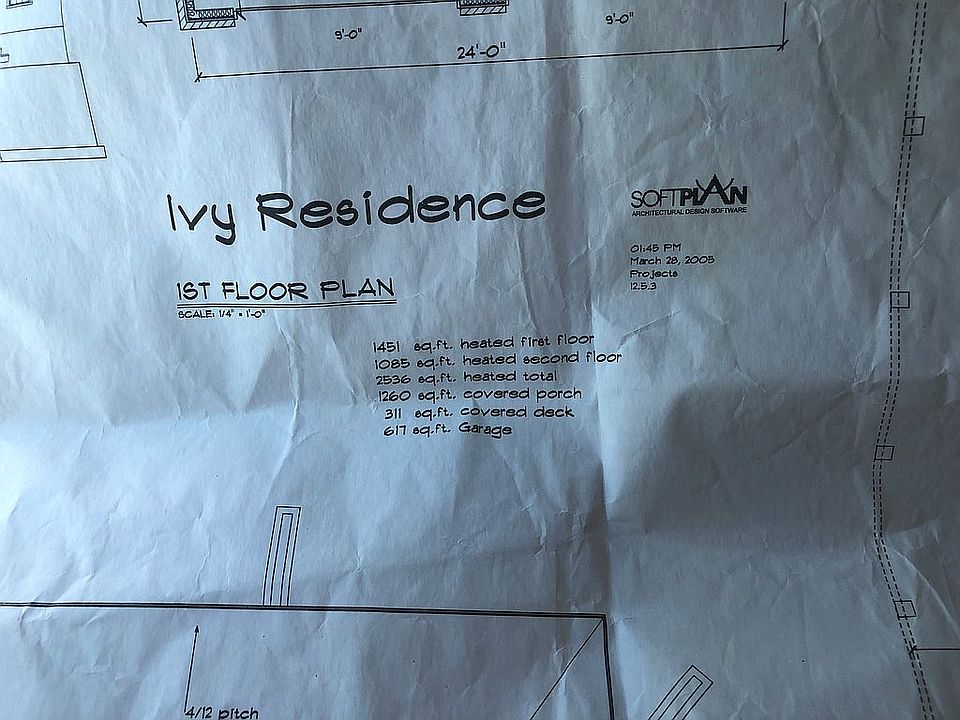 9'-0"
9'-0"
24'-0"
Ivy Residence
SOFTPLAN
ARCHITECTURAL DESIGN SOFTWARE
01:45 PM
March 28, 2005
Projects
12.5.3
1ST FLOOR PLAN
SCALE: 1/4" = 1'-0"
1451 sq.ft. heated first floor
1085 sq.ft. heated second floor
2536 sq.ft. heated total
1260 sq.ft. covered porch
311 sq.ft. covered deck
617 sq.ft. Garage
4/12 pitch